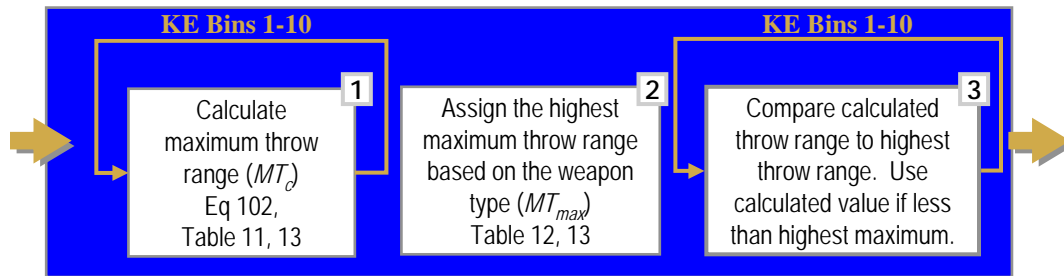 KE Bins 1-10
KE Bins 1-10
1
Calculate
maximum throw
range (MTc)
Eq 102,
Table 11, 13
2
Assign the highest
maximum throw range
based on the weapon
type (MTmax)
Table 12, 13
3
Compare calculated
throw range to highest
throw range.  Use
calculated value if less
than highest maximum.